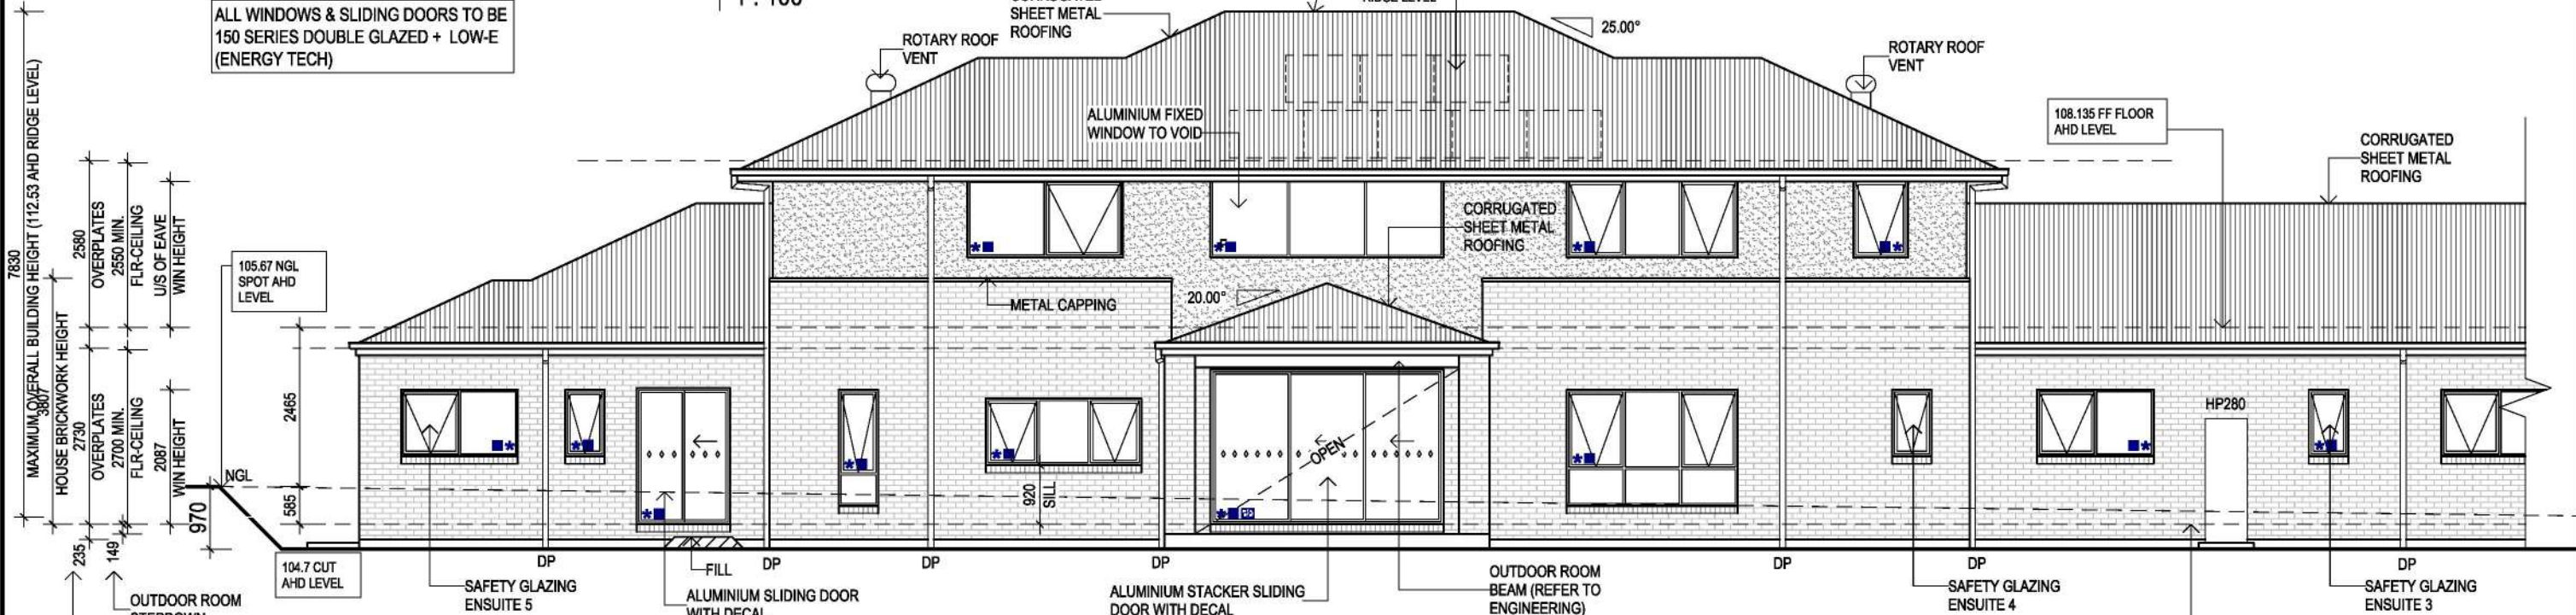 ALL WINDOWS & SLIDING DOORS TO BE
150 SERIES DOUBLE GLAZED + LOW-E
(ENERGY TECH)
1 : 100
CORRUGATED
SHEET METAL
ROOFING
RIDGE LEVEL
25.00°
ROTARY ROOF
VENT
ROTARY ROOF
VENT
ALUMINIUM FIXED
WINDOW TO VOID
108.135 FF FLOOR
AHD LEVEL
CORRUGATED
SHEET METAL
ROOFING
CORRUGATED
SHEET METAL
ROOFING
105.67 NGL
SPOT AHD
LEVEL
METAL CAPPING
20.00°
7830
MAXIMUM OVERALL BUILDING HEIGHT (112.53 AHD RIDGE LEVEL)
3807
HOUSE BRICKWORK HEIGHT
2580
OVERPLATES
2550 MIN.
FLR-CEILING
U/S OF EAVE
WIN HEIGHT
2730
OVERPLATES
2700 MIN.
FLR-CEILING
2087
WIN HEIGHT
2465
585
970
235
149
NGL
HP280
OPEN
920
SILL
104.7 CUT
AHD LEVEL
DP
DP
DP
DP
DP
DP
DP
FILL
OUTDOOR ROOM
SAFETY GLAZING
ENSUITE 5
ALUMINIUM SLIDING DOOR
WITH DECAL
ALUMINIUM STACKER SLIDING
DOOR WITH DECAL
OUTDOOR ROOM
BEAM (REFER TO
ENGINEERING)
SAFETY GLAZING
ENSUITE 4
SAFETY GLAZING
ENSUITE 3